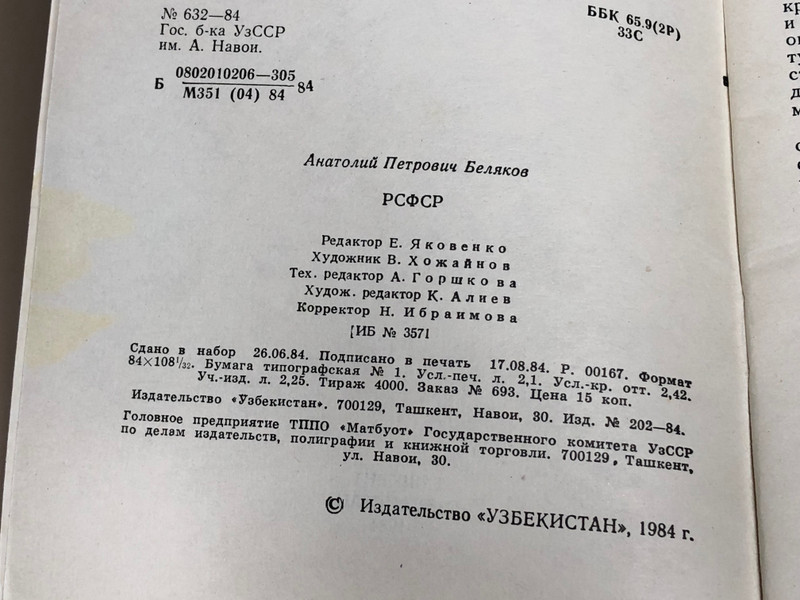 № 632—84
Гос. б-ка УзССР
им. А. Навои.
ББК 65.9(2Р)
33С
Б 0802010206—305 84
М351 (04) 84
Анатолий Петрович Беляков
РСФСР
Редактор Е. Яковенко
Художник В. Хожайнов
Тех. редактор А. Горшкова
Худож. редактор К. Алиев
Корректор Н. Ибраимова
ИБ № 3571
Сдано в набор 26.06.84. Подписано в печать 17.08.84. Р. 00167. Формат
84×108¹/₃₂. Бумага типографская № 1. Усл.-печ. л. 2,1. Усл.-кр. отт. 2,42.
Уч.-изд. л. 2,25. Тираж 4000. Заказ № 693. Цена 15 коп.
Издательство «Узбекистан». 700129, Ташкент, Навои, 30. Изд. № 202—84.
Головное предприятие ТППО «Матбуот» Государственного комитета УзССР
по делам издательств, полиграфии и книжной торговли. 700129, Ташкент,
ул. Навои, 30.
© Издательство «УЗБЕКИСТАН», 1984 г.